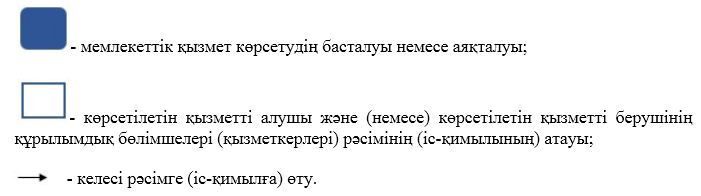 - мемлекеттік қызмет көрсетудің басталуы немесе аяқталуы;
- көрсетілетін қызметті алушы және (немесе) көрсетілетін қызметті берушінің
құрылымдық бөлімшелері (қызметкерлері) рәсімінің (іс-қимылының) атауы;
- келесі рәсімге (іс-қимылға) өту.